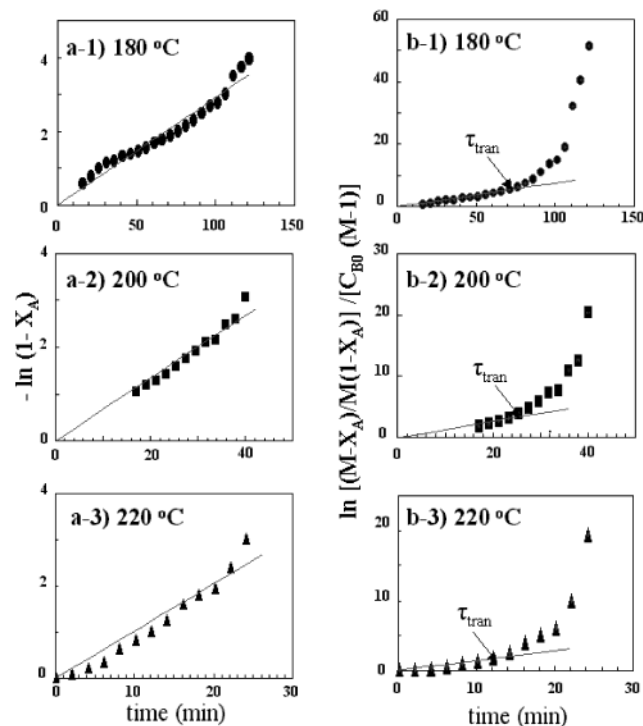 a-1) 180 °C
4
2
0
0 50 100 150
b-1) 180 °C
60
40
20
0
τtran
0 50 100 150
- ln (1- XA)
a-2) 200 °C
4
2
0
0 20 40 60
ln [(M-XA)/M(1-XA)] /[CB0 (M-1)]
b-2) 200 °C
30
20
10
0
τtran
0 20 40 60
a-3) 220 °C
4
2
0
0 10 20 30
time (min)
b-3) 220 °C
20
10
0
τtran
0 10 20 30
time (min)